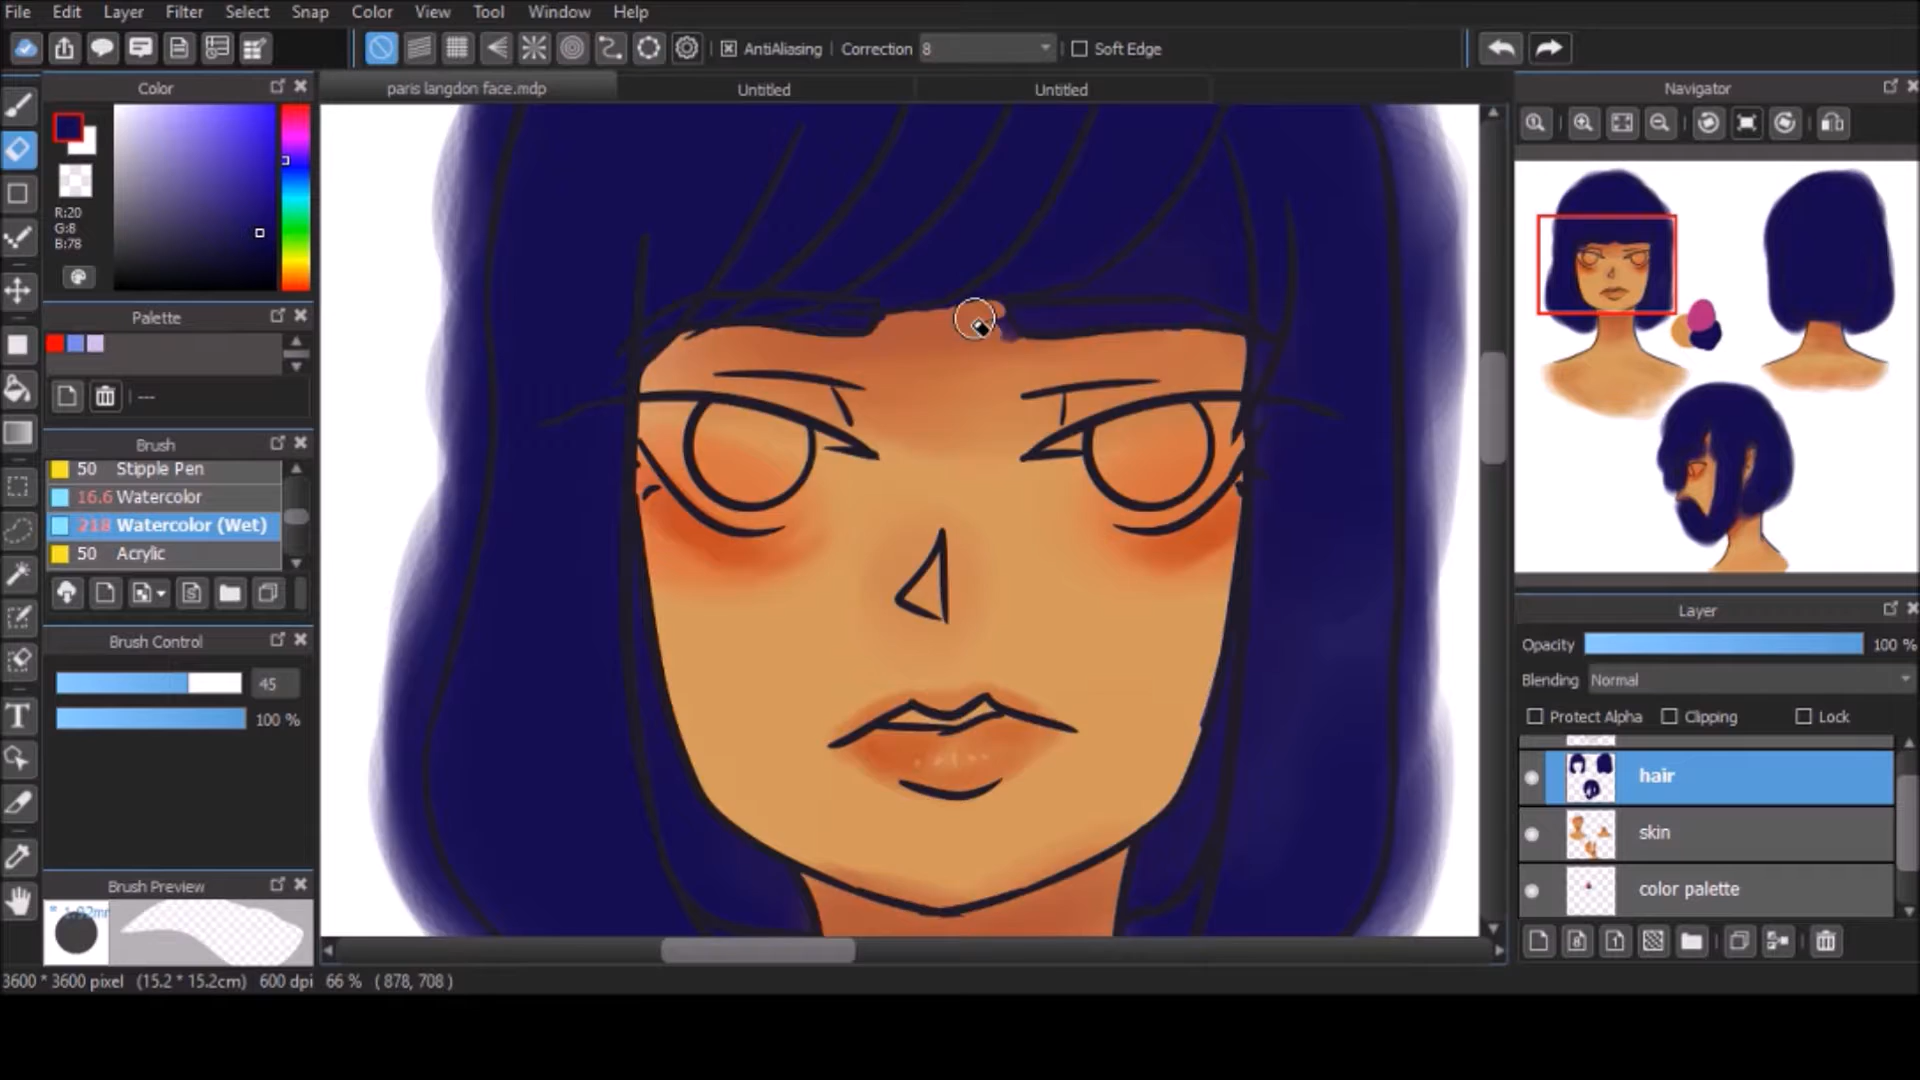 File Edit Layer Filter Select Snap Color View Tool Window Help
AntiAliasing Correction 8 Soft Edge
Color
paris langdon face.mdp Untitled Untitled
Navigator
R:20
G:8
B:78
Palette
---
Brush
50 Stipple Pen
16.6 Watercolor
218 Watercolor (Wet)
50 Acrylic
Brush Control
45
100 %
Brush Preview
1.92mm
Layer
Opacity 100 %
Blending Normal
Protect Alpha Clipping Lock
hair
skin
color palette
3600 * 3600 pixel (15.2 * 15.2cm) 600 dpi 66 % ( 878, 708 )